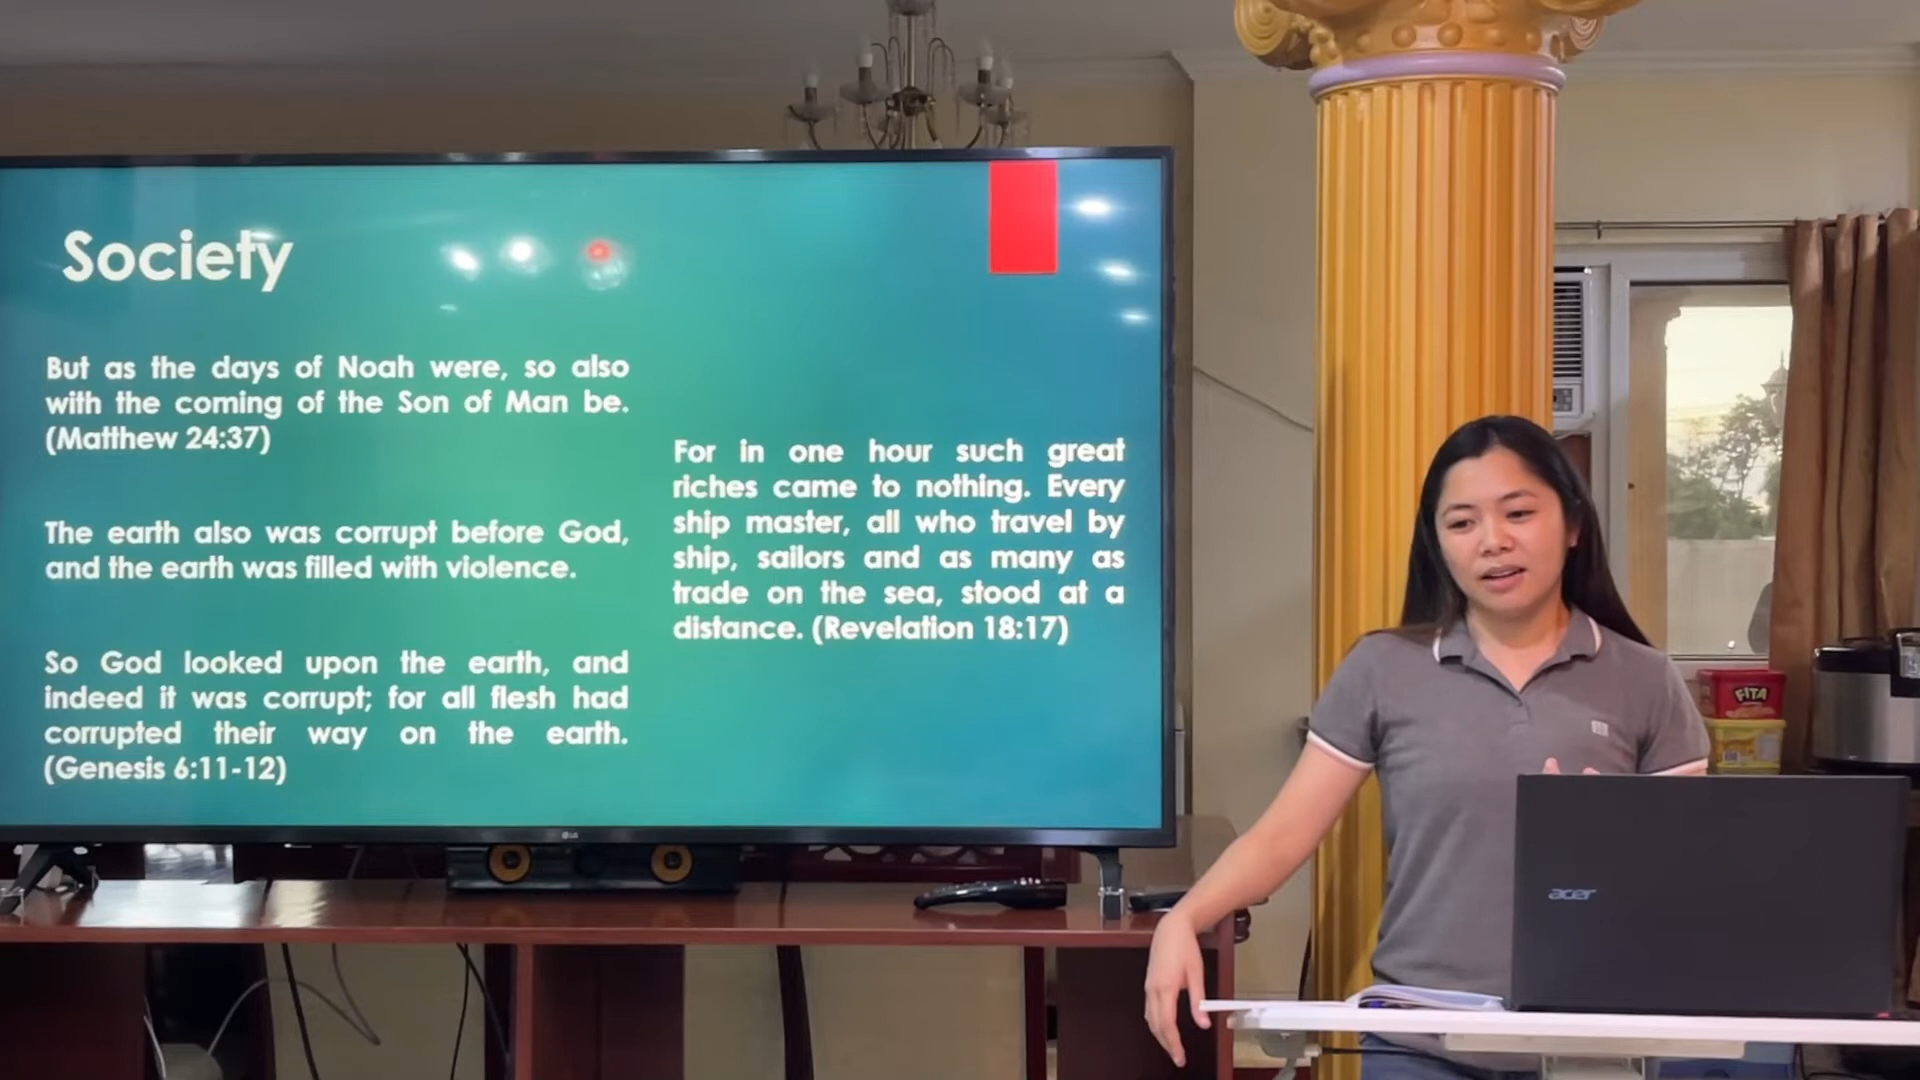 Society
But as the days of Noah were, so also
with the coming of the Son of Man be.
(Matthew 24:37)
The earth also was corrupt before God,
and the earth was filled with violence.
So God looked upon the earth, and
indeed it was corrupt; for all flesh had
corrupted their way on the earth.
(Genesis 6:11-12)
For in one hour such great
riches came to nothing. Every
ship master, all who travel by
ship, sailors and as many as
trade on the sea, stood at a
distance. (Revelation 18:17)
LG
FITA
acer